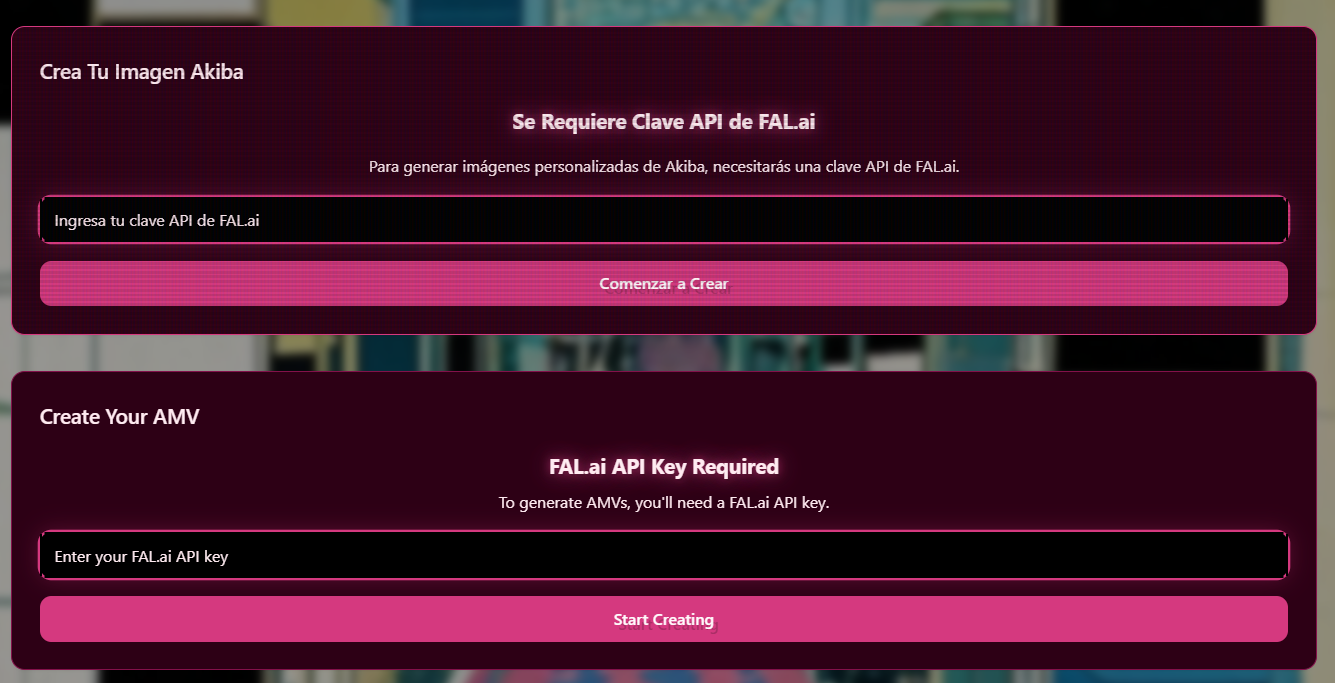 Crea Tu Imagen Akiba
Se Requiere Clave API de FAL.ai
Para generar imágenes personalizadas de Akiba, necesitarás una clave API de FAL.ai.
Ingresa tu clave API de FAL.ai
Comenzar a Crear
Create Your AMV
FAL.ai API Key Required
To generate AMVs, you'll need a FAL.ai API key.
Enter your FAL.ai API key
Start Creating